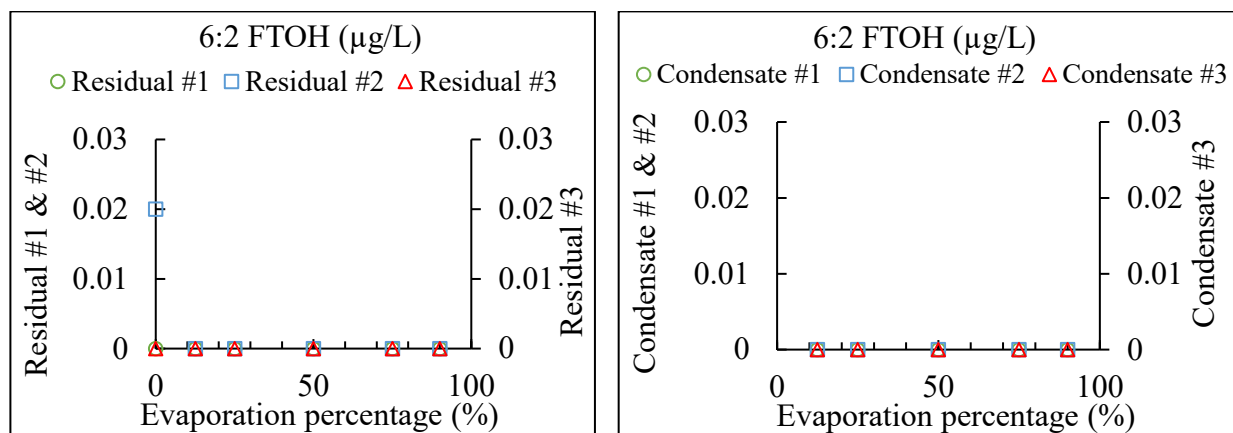 6:2 FTOH (µg/L)
Residual #1 Residual #2 Residual #3
Residual #1 & #2
0.03
0.02
0.01
0
0.03
0.02
0.01
0
Residual #3
0 50 100
Evaporation percentage (%)
6:2 FTOH (µg/L)
Condensate #1 Condensate #2 Condensate #3
Condensate #1 & #2
0.03
0.02
0.01
0
0.03
0.02
0.01
0
Condensate #3
0 50 100
Evaporation percentage (%)